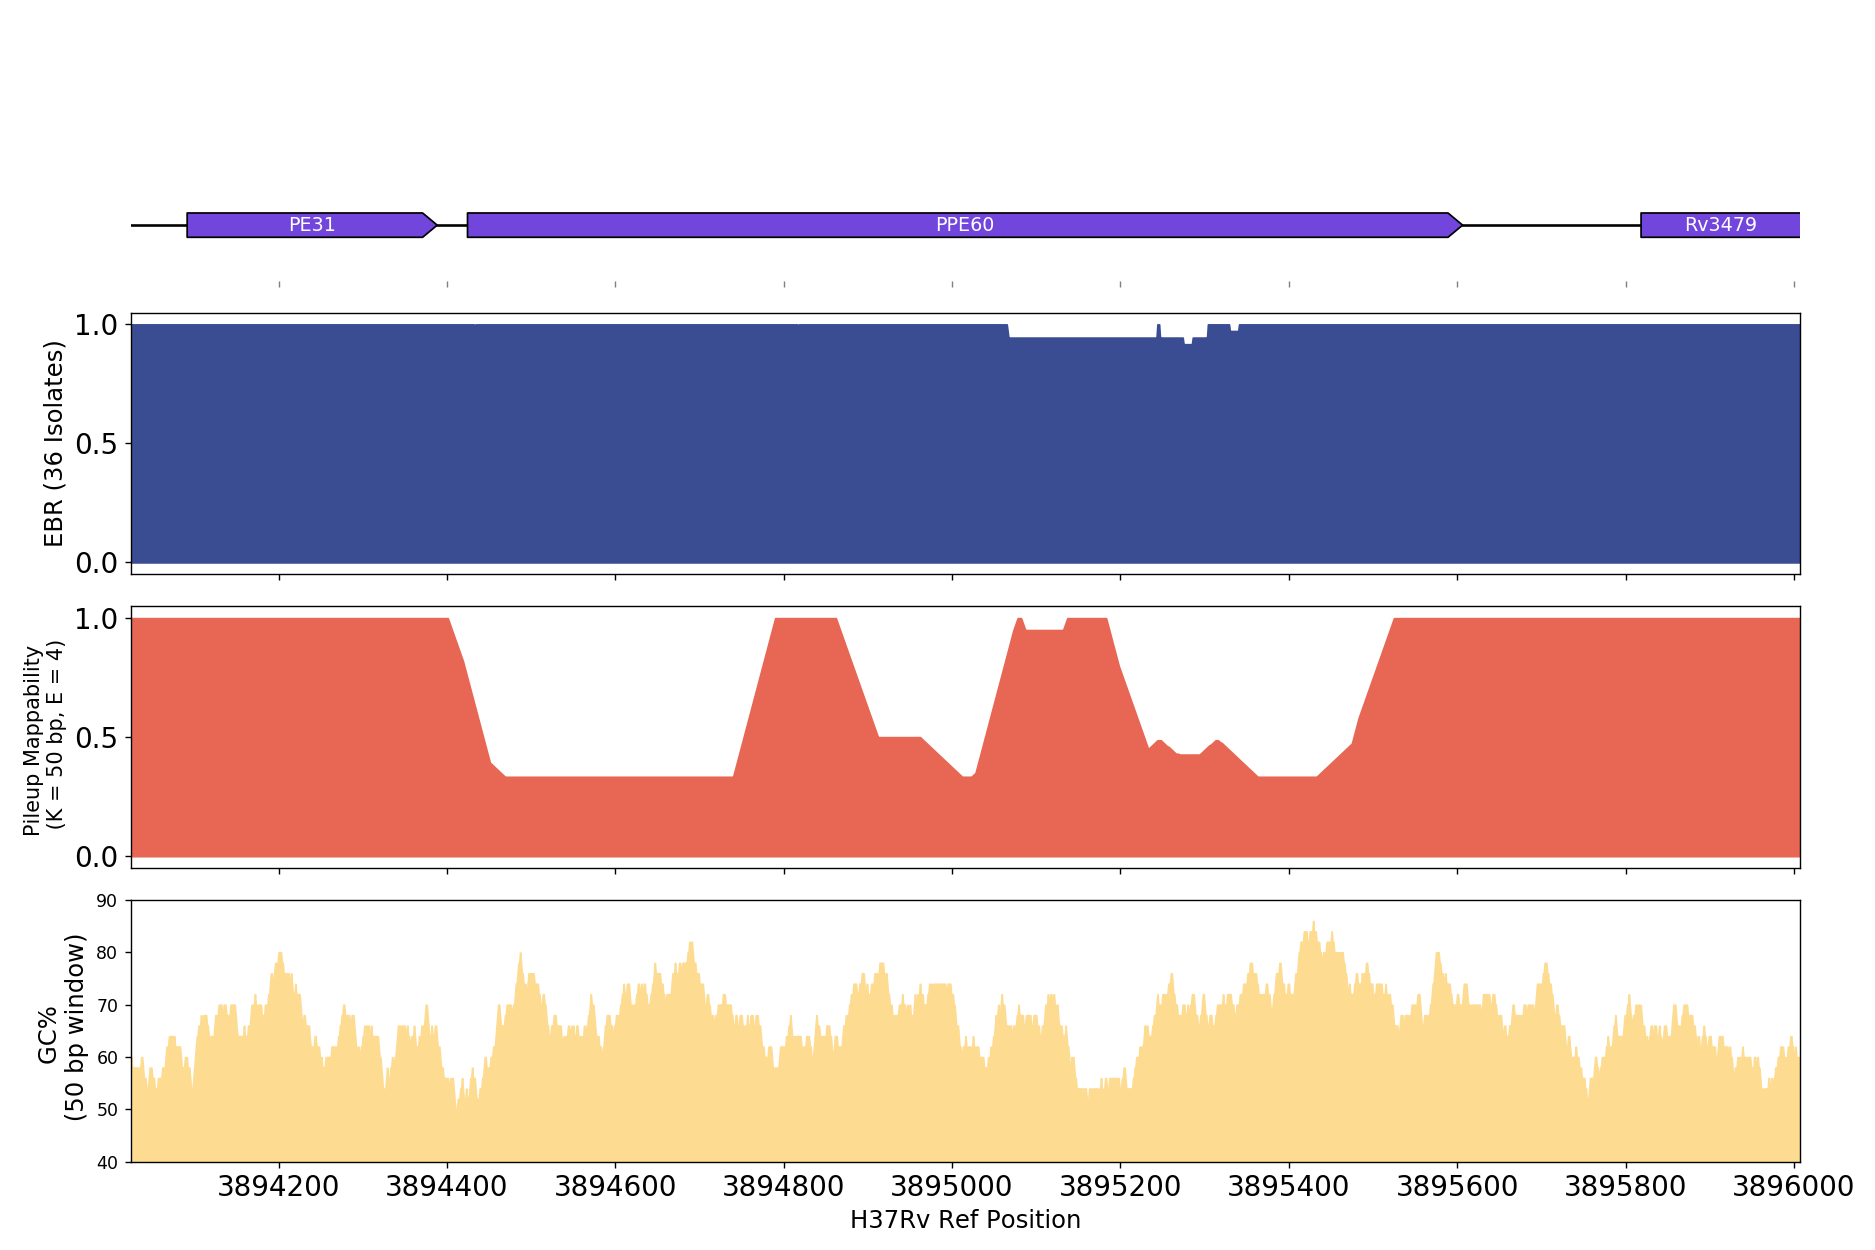 PE31
PPE60
Rv3479
1.0
0.5
0.0
EBR (36 Isolates)
1.0
0.5
0.0
Pileup Mappability
(K = 50 bp, E = 4)
90
80
70
60
50
40
GC%
(50 bp window)
3894200 3894400 3894600 3894800 3895000 3895200 3895400 3895600 3895800 3896000
H37Rv Ref Position